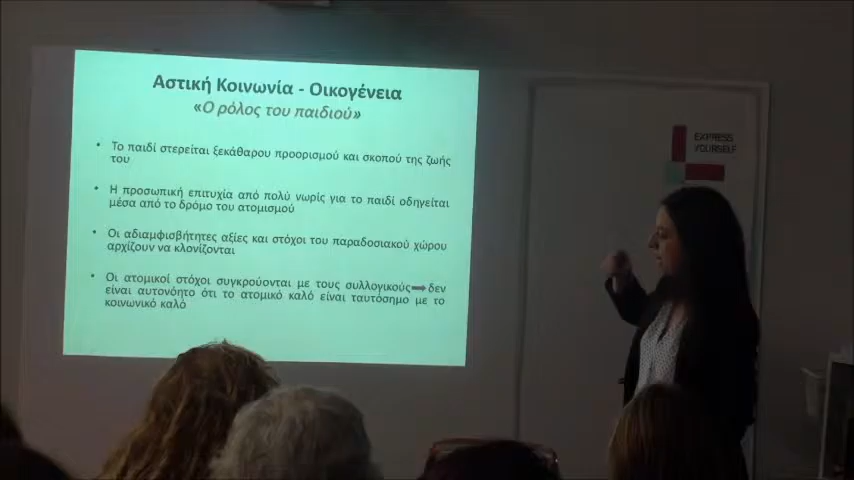 Αστική Κοινωνία - Οικογένεια
«Ο ρόλος του παιδιού»
• Το παιδί στερείται ξεκάθαρου προορισμού και σκοπού της ζωής
του
• Η προσωπική επιτυχία από πολύ νωρίς για το παιδί οδηγείται
μέσα από το δρόμο του ατομισμού
• Οι αδιαμφισβήτητες αξίες και στόχοι του παραδοσιακού χώρου
αρχίζουν να κλονίζονται
• Οι ατομικοί στόχοι συγκρούονται με τους συλλογικούς➡δεν
είναι αυτονόητο ότι το ατομικό καλό είναι ταυτόσημο με το
κοινωνικό καλό
EXPRESS
YOURSELF